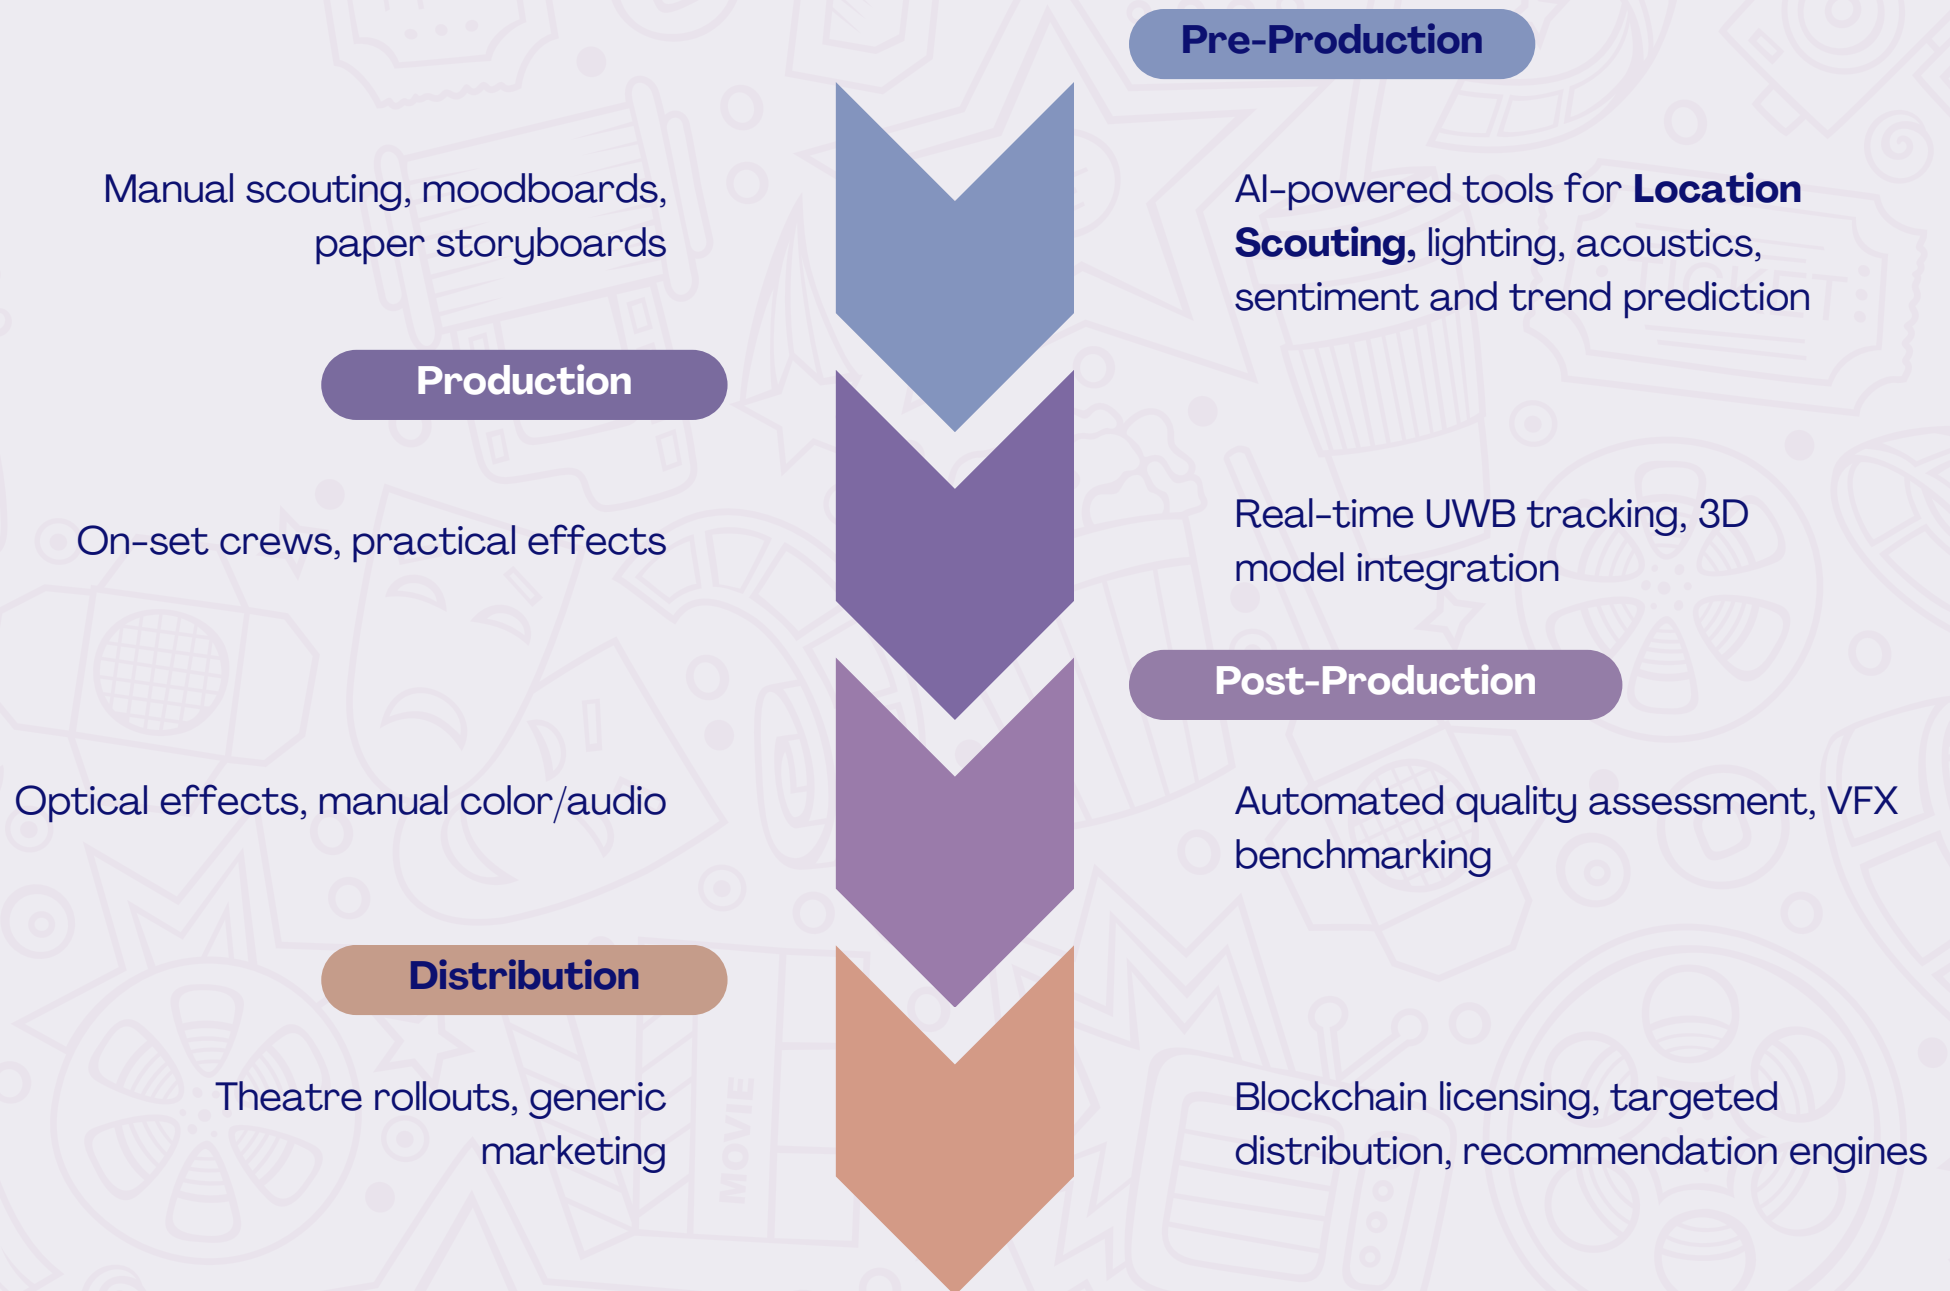 Pre-Production
Manual scouting, moodboards,
paper storyboards
AI-powered tools for Location
Scouting, lighting, acoustics,
sentiment and trend prediction
Production
On-set crews, practical effects
Real-time UWB tracking, 3D
model integration
Post-Production
Optical effects, manual color/audio
Automated quality assessment, VFX
benchmarking
Distribution
Theatre rollouts, generic
marketing
Blockchain licensing, targeted
distribution, recommendation engines
TICKET
MOVIE